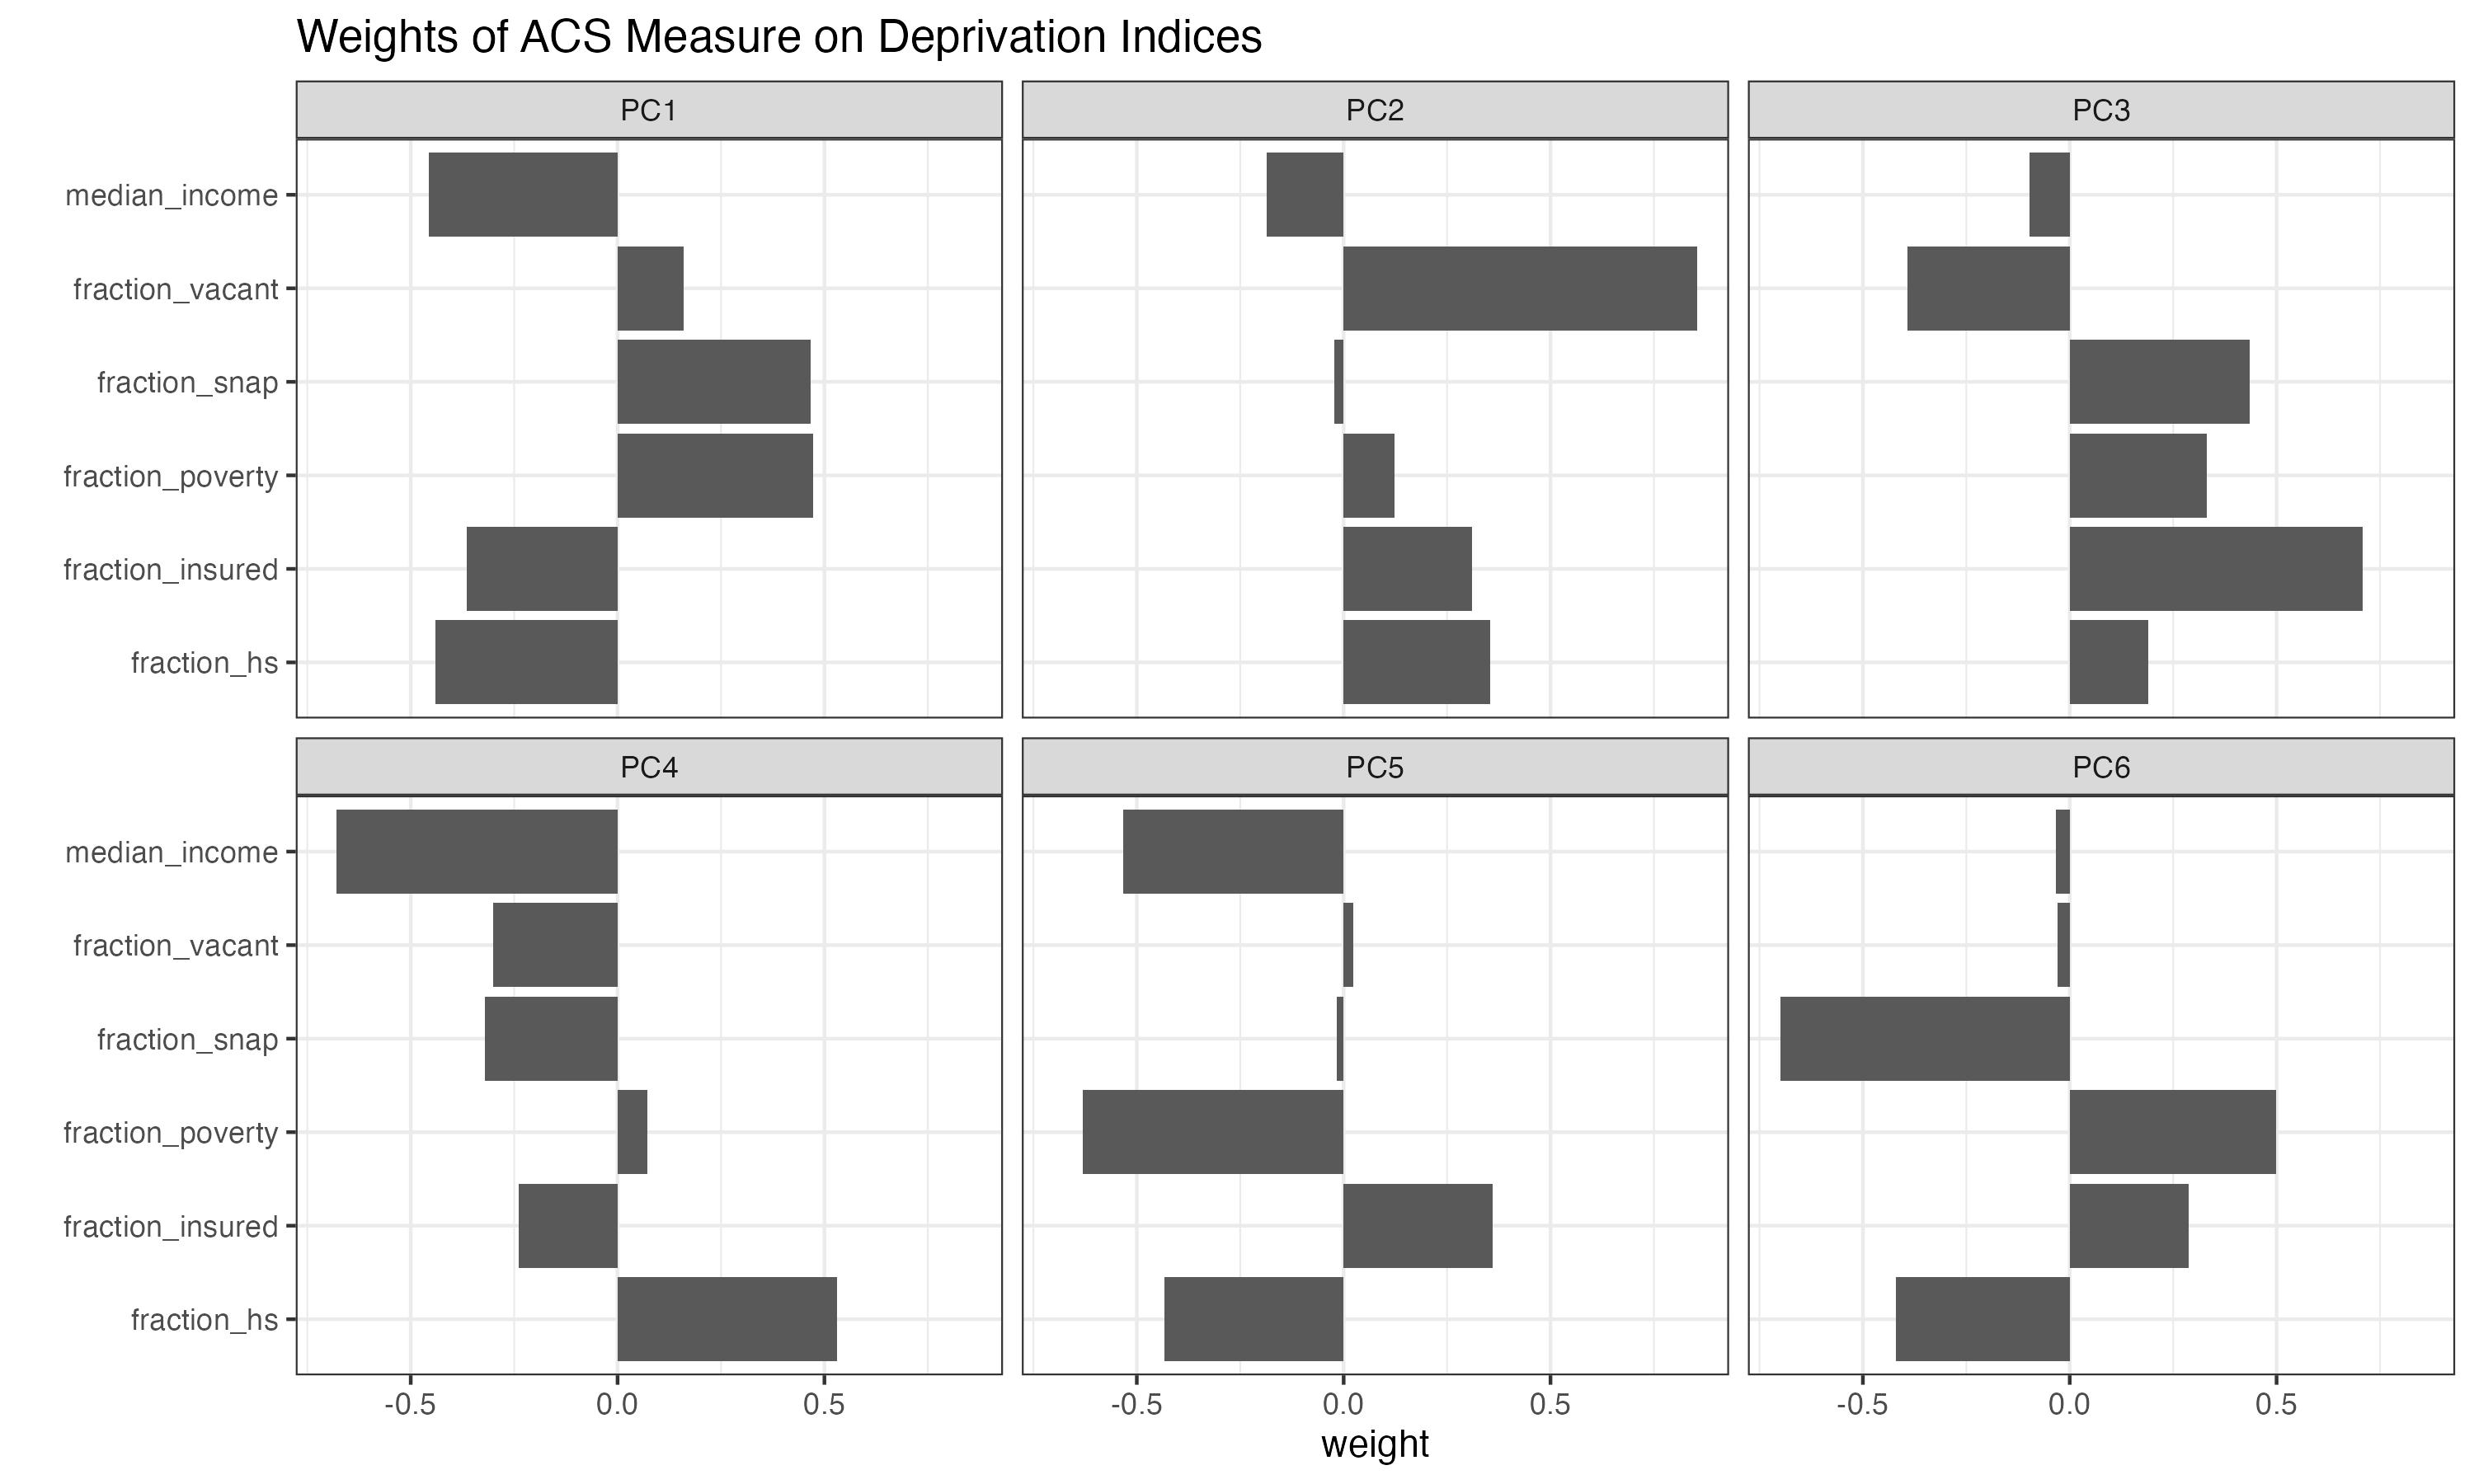 Weights of ACS Measure on Deprivation Indices
PC1 PC2 PC3
median_income
fraction_vacant
fraction_snap
fraction_poverty
fraction_insured
fraction_hs
PC4 PC5 PC6
median_income
fraction_vacant
fraction_snap
fraction_poverty
fraction_insured
fraction_hs
-0.5 0.0 0.5 -0.5 0.0 0.5 -0.5 0.0 0.5
weight